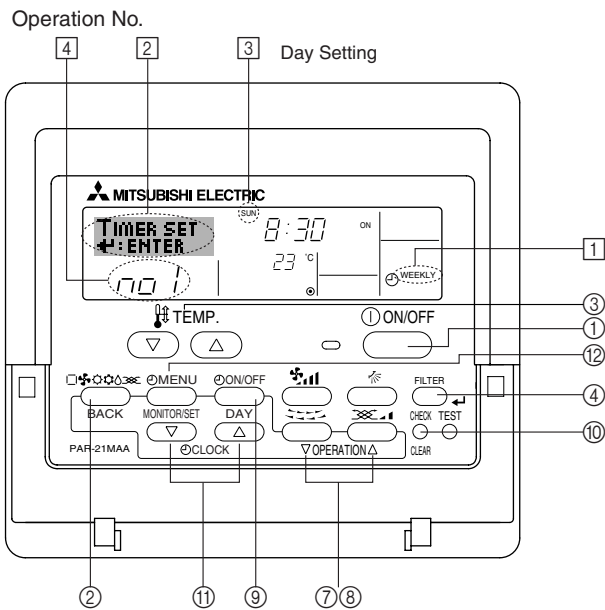 Operation No.
4 2 3 Day Setting
MITSUBISHI ELECTRIC
SUN
TIMER SET
↵: ENTER
8:30 ON
23 °C
no1
WEEKLY
1
TEMP.
ON/OFF
3
1
12
MENU ON/OFF FILTER
BACK MONITOR/SET DAY CHECK TEST
4
PAR-21MAA CLOCK ▽OPERATION△ CLEAR
10
2 11 9 7 8